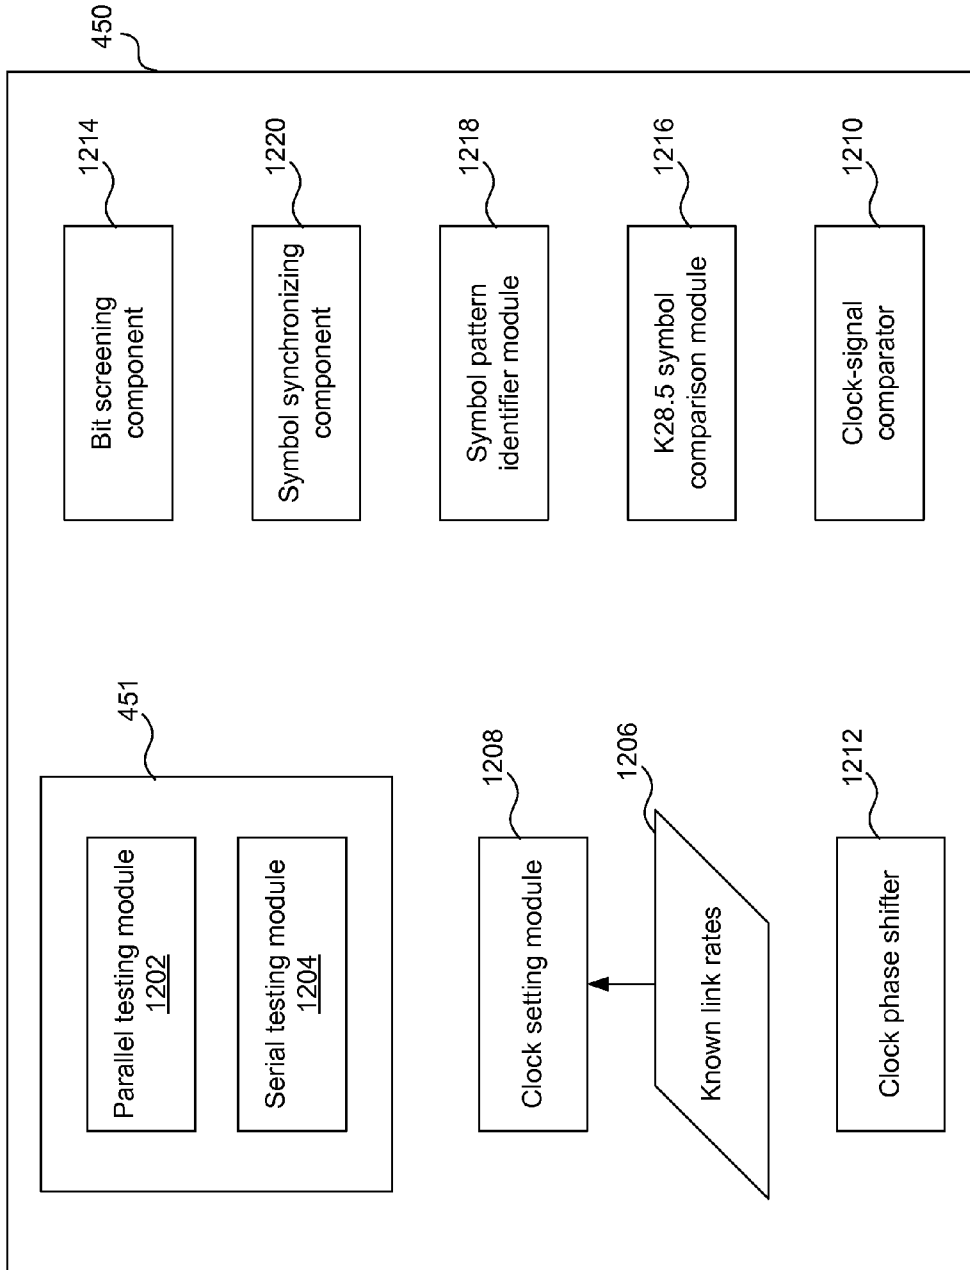 450
451
Parallel testing module
1202
Serial testing module
1204
1208
Clock setting module
1206
Known link rates
1212
Clock phase shifter
1214
Bit screening
component
1220
Symbol synchronizing
component
1218
Symbol pattern
identifier module
1216
K28.5 symbol
comparison module
1210
Clock-signal
comparator